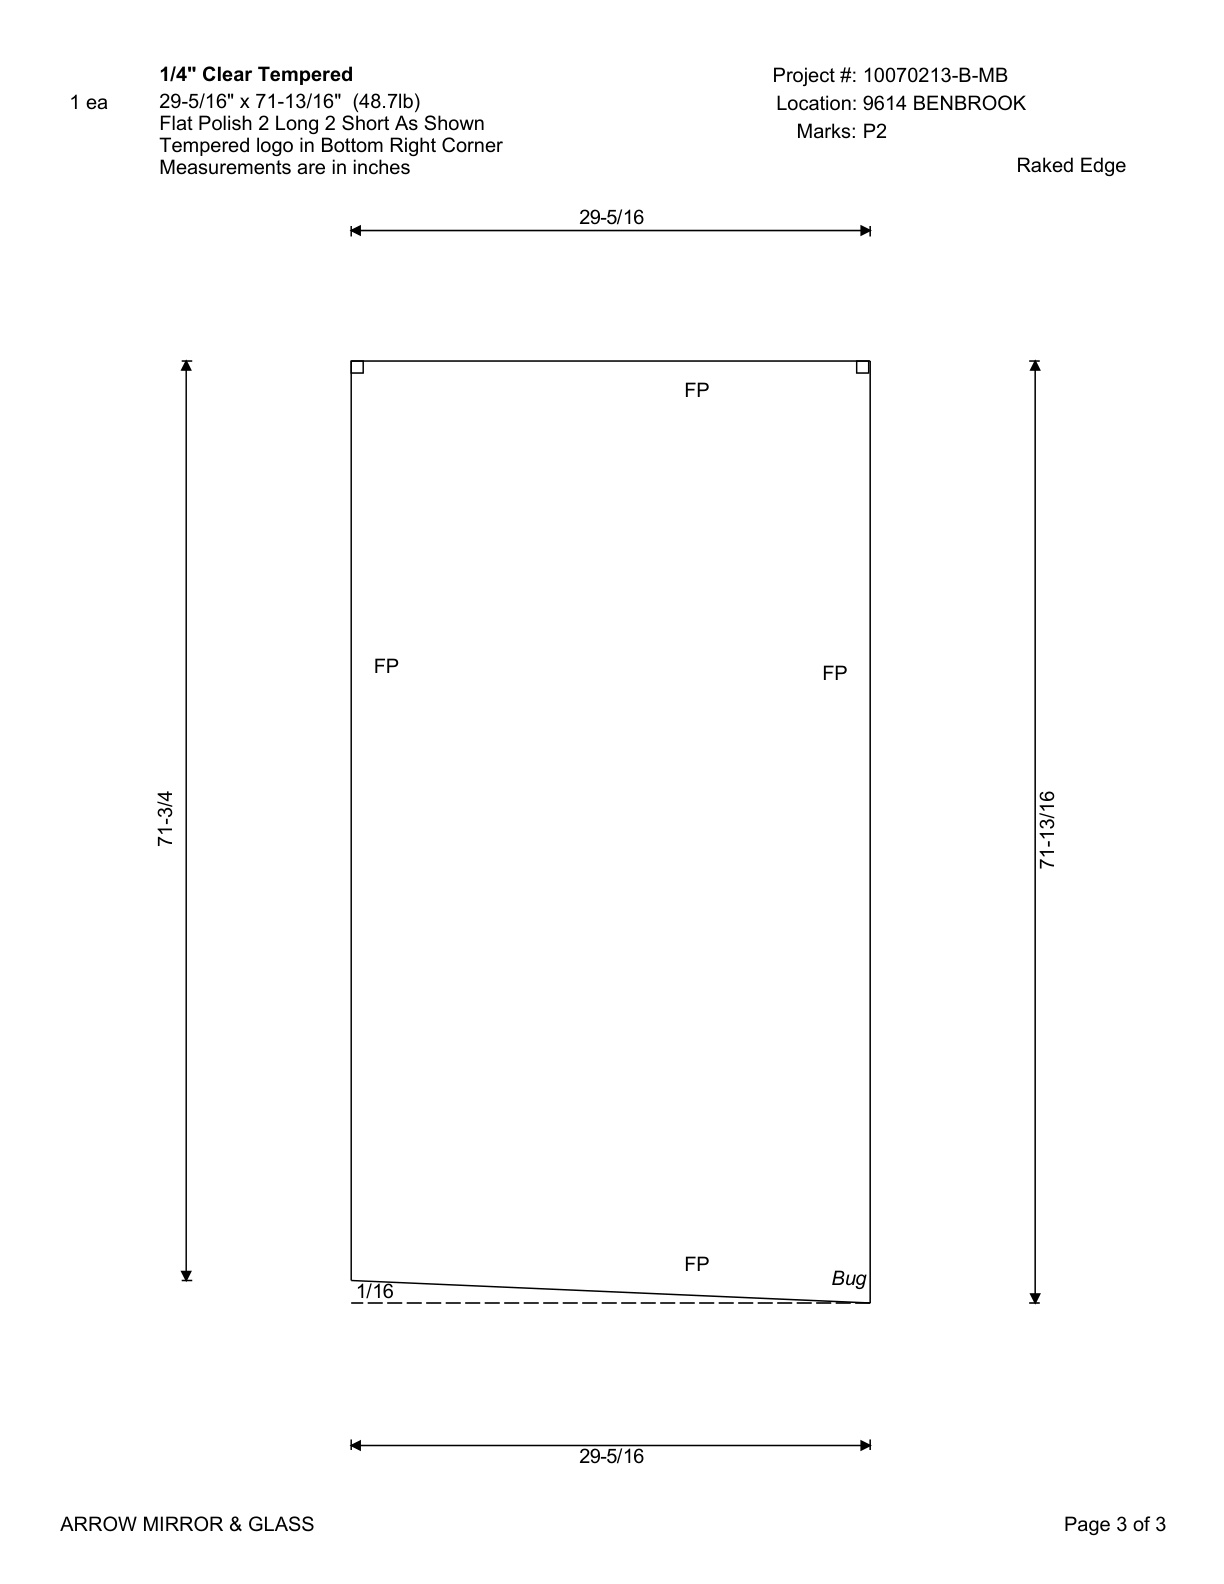 1/4" Clear Tempered
Project #: 10070213-B-MB
1 ea
29-5/16" x 71-13/16" (48.7lb)
Location: 9614 BENBROOK
Flat Polish 2 Long 2 Short As Shown
Marks: P2
Tempered logo in Bottom Right Corner
Measurements are in inches
Raked Edge
29-5/16
FP
FP
FP
71-3/4
71-13/16
FP
Bug
1/16
29-5/16
ARROW MIRROR & GLASS
Page 3 of 3